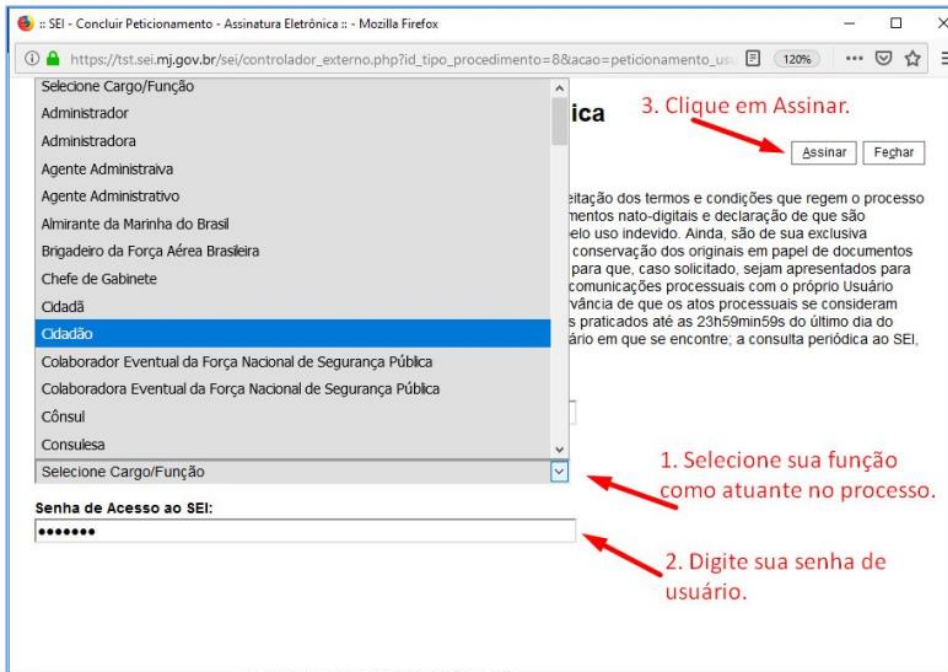 :: SEI - Concluir Peticionamento - Assinatura Eletrônica :: - Mozilla Firefox
https://tst.sei.mj.gov.br/sei/controlador_externo.php?id_tipo_procedimento=8&acao=peticionamento_usu
120%
Selecione Cargo/Função
Administrador
Administradora
Agente Administraiva
Agente Administrativo
Almirante da Marinha do Brasil
Brigadeiro da Força Aérea Brasileira
Chefe de Gabinete
Cidadã
Cidadão
Colaborador Eventual da Força Nacional de Segurança Pública
Colaboradora Eventual da Força Nacional de Segurança Pública
Cônsul
Consulesa
Selecione Cargo/Função
Senha de Acesso ao SEI:
•••••••
ica
3. Clique em Assinar.
Assinar Fechar
eitação dos termos e condições que regem o processo
mentos nato-digitais e declaração de que são
elo uso indevido. Ainda, são de sua exclusiva
conservação dos originais em papel de documentos
para que, caso solicitado, sejam apresentados para
comunicações processuais com o próprio Usuário
rvância de que os atos processuais se consideram
s praticados até as 23h59min59s do último dia do
ário em que se encontre; a consulta periódica ao SEI,
1. Selecione sua função
como atuante no processo.
2. Digite sua senha de
usuário.